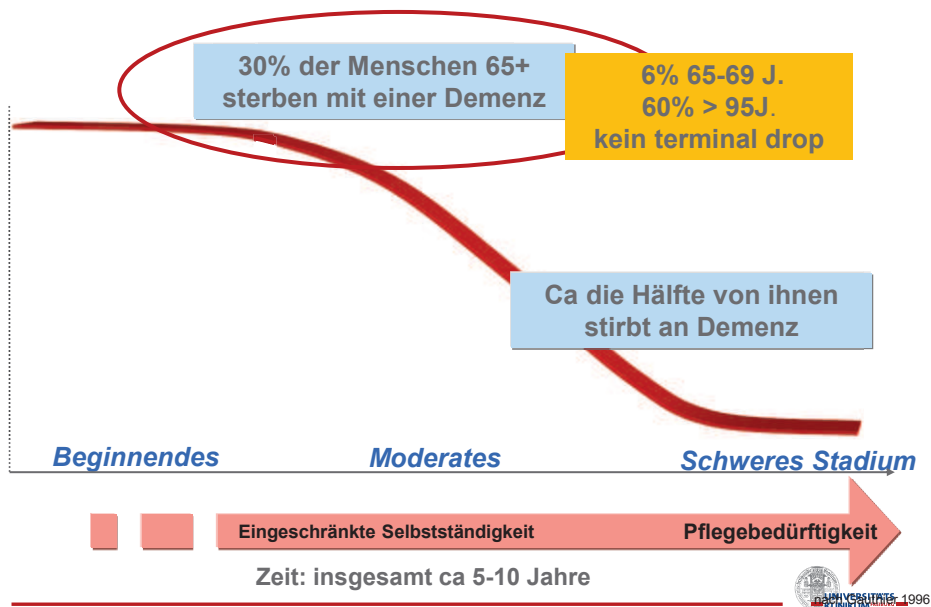 30% der Menschen 65+
sterben mit einer Demenz
6% 65-69 J.
60% > 95J.
kein terminal drop
Ca die Hälfte von ihnen
stirbt an Demenz
Beginnendes Moderates Schweres Stadium
Eingeschränkte Selbstständigkeit Pflegebedürftigkeit
Zeit: insgesamt ca 5-10 Jahre
nach Gauthier 1996